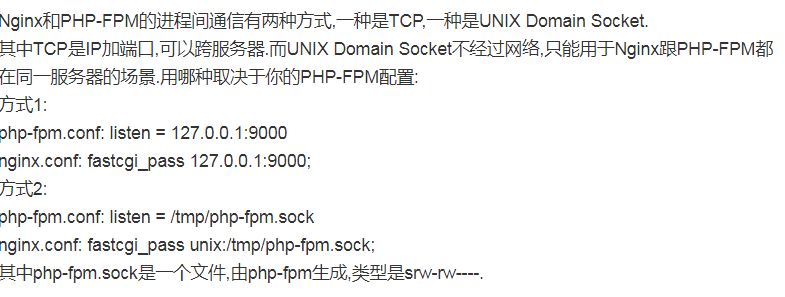 Nginx和PHP-FPM的进程间通信有两种方式,一种是TCP,一种是UNIX Domain Socket.
其中TCP是IP加端口,可以跨服务器.而UNIX Domain Socket不经过网络,只能用于Nginx跟PHP-FPM都
在同一服务器的场景.用哪种取决于你的PHP-FPM配置:
方式1:
php-fpm.conf: listen = 127.0.0.1:9000
nginx.conf: fastcgi_pass 127.0.0.1:9000;
方式2:
php-fpm.conf: listen = /tmp/php-fpm.sock
nginx.conf: fastcgi_pass unix:/tmp/php-fpm.sock;
其中php-fpm.sock是一个文件,由php-fpm生成,类型是srw-rw----.